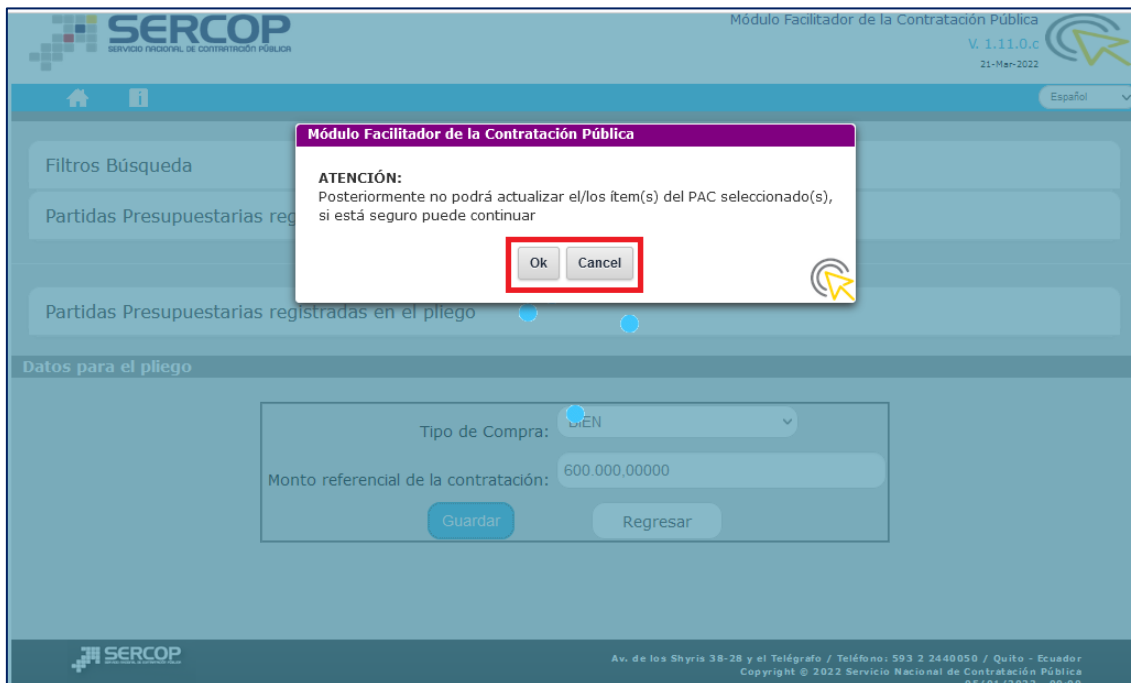 SERCOP
SERVICIO NACIONAL DE CONTRATACIÓN PÚBLICA
Módulo Facilitador de la Contratación Pública
V. 1.11.0.c
21-Mar-2022
Español
Módulo Facilitador de la Contratación Pública
Filtros Búsqueda
ATENCIÓN:
Posteriormente no podrá actualizar el/los ítem(s) del PAC seleccionado(s),
si está seguro puede continuar
Partidas Presupuestarias reg
Ok Cancel
Partidas Presupuestarias registradas en el pliego
Datos para el pliego
Tipo de Compra: BIEN
Monto referencial de la contratación: 600.000,00000
Guardar Regresar
SERCOP
Av. de los Shyris 38-28 y el Telégrafo / Teléfono: 593 2 2440050 / Quito - Ecuador
Copyright © 2022 Servicio Nacional de Contratación Pública